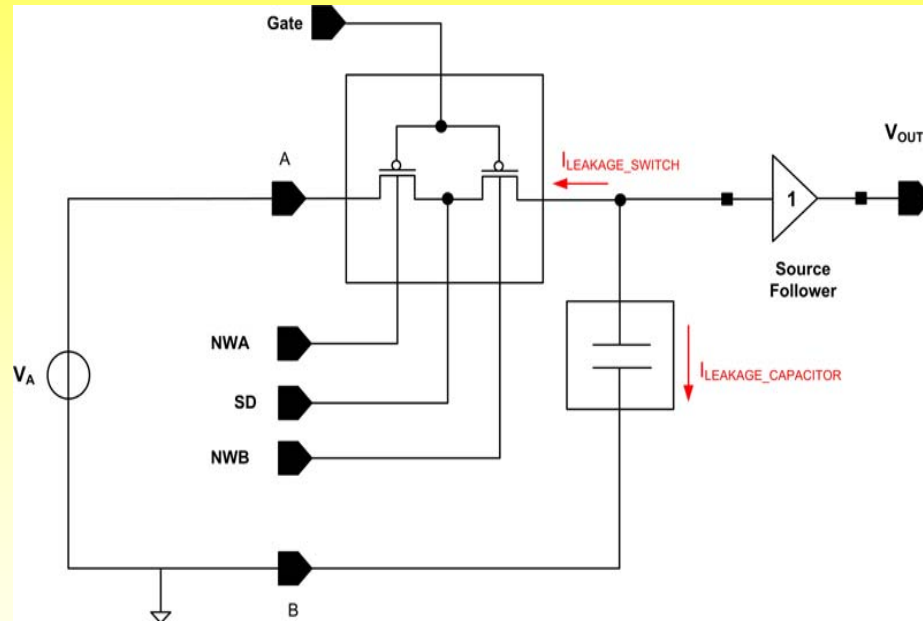 Gate
V_OUT
A
I_LEAKAGE_SWITCH
1
Source
Follower
NWA
V_A
I_LEAKAGE_CAPACITOR
SD
NWB
B